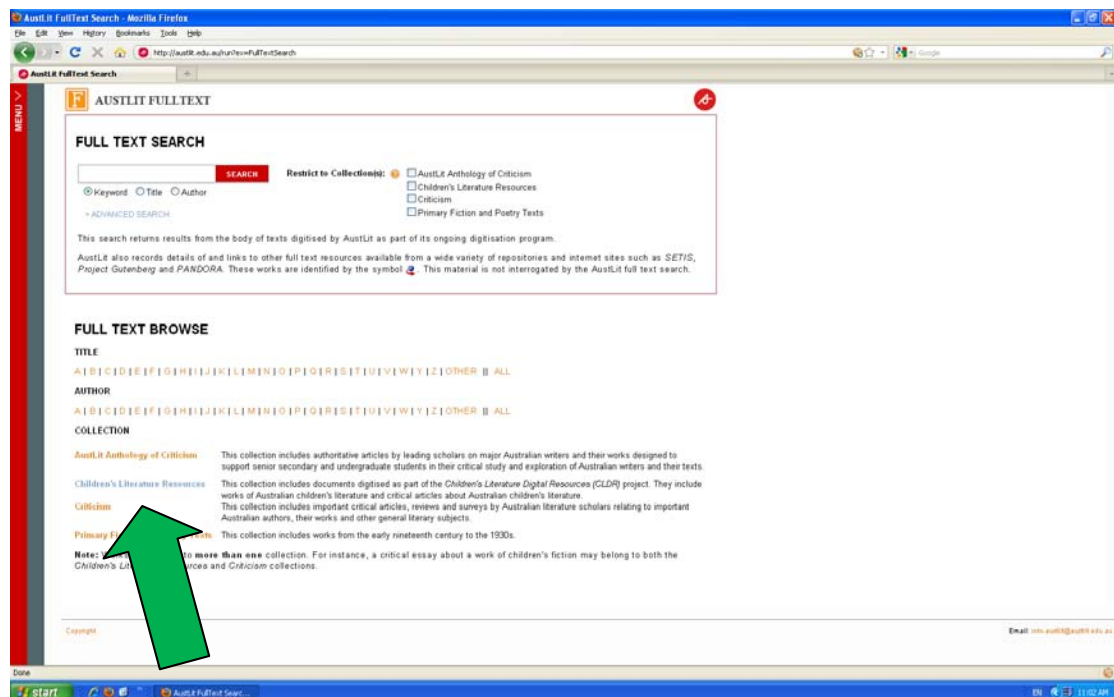 AustLit FullText Search - Mozilla Firefox
File Edit View History Bookmarks Tools Help
http://austlit.edu.au/run?ex=FullTextSearch
Google
AustLit FullText Search
MENU >
AUSTLIT FULLTEXT
FULL TEXT SEARCH
SEARCH Restrict to Collection(s): AustLit Anthology of Criticism
Children's Literature Resources
Keyword Title Author
Criticism
> ADVANCED SEARCH Primary Fiction and Poetry Texts
This search returns results from the body of texts digitised by AustLit as part of its ongoing digitisation program.
AustLit also records details of and links to other full text resources available from a wide variety of repositories and internet sites such as SETIS,
Project Gutenberg and PANDORA. These works are identified by the symbol . This material is not interrogated by the AustLit full text search.
FULL TEXT BROWSE
TITLE
A | B | C | D | E | F | G | H | I | J | K | L | M | N | O | P | Q | R | S | T | U | V | W | Y | Z | OTHER || ALL
AUTHOR
A | B | C | D | E | F | G | H | I | J | K | L | M | N | O | P | Q | R | S | T | U | V | W | Y | Z | OTHER || ALL
COLLECTION
AustLit Anthology of Criticism This collection includes authoritative articles by leading scholars on major Australian writers and their works designed to
support senior secondary and undergraduate students in their critical study and exploration of Australian writers and their texts.
Children's Literature Resources This collection includes documents digitised as part of the Children's Literature Digital Resources (CLDR) project. They include
works of Australian children's literature and critical articles about Australian children's literature.
Criticism This collection includes important critical articles, reviews and surveys by Australian literature scholars relating to important
Australian authors, their works and other general literary subjects.
Primary This collection includes works from the early nineteenth century to the 1930s.
Note: to more than one collection. For instance, a critical essay about a work of children's fiction may belong to both the
Children's and Criticism collections.
Copyright Email:
Done
start AustLit FullText Searc... EN 11:02 AM